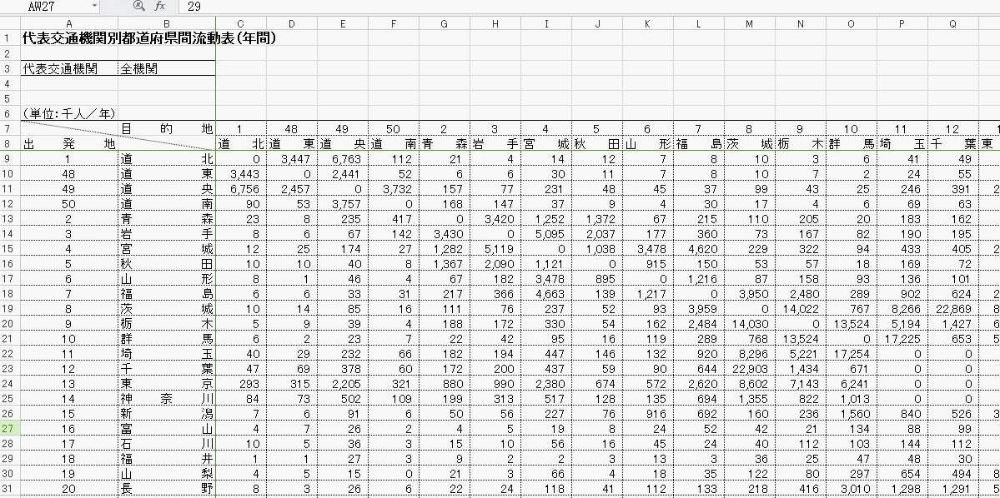 AW27 fx 29
A B C D E F G H I J K L M N O P Q
1 代表交通機関別都道府県間流動表(年間)
2
3 代表交通機関 全機関
4
5
6 (単位:千人/年)
7 目的地 1 48 49 50 2 3 4 5 6 7 8 9 10 11 12
8 出発地 道北 道東 道央 道南 青森 岩手 宮城 秋田 山形 福島 茨城 栃木 群馬 埼玉 千葉 東
9 1 道北 0 3,447 6,763 112 21 4 14 12 7 8 10 3 6 41 49
10 48 道東 3,443 0 2,441 52 6 6 30 11 7 8 10 7 2 24 55
11 49 道央 6,756 2,457 0 3,732 157 77 231 48 45 37 99 43 25 246 391 2
12 50 道南 90 53 3,757 0 168 147 37 9 4 30 17 4 6 69 63
13 2 青森 23 8 235 417 0 3,420 1,252 1,372 67 215 110 205 20 183 162
14 3 岩手 8 6 67 142 3,430 0 5,095 2,037 177 360 73 167 82 190 195
15 4 宮城 12 25 174 27 1,282 5,119 0 1,038 3,478 4,620 229 322 94 433 405 2
16 5 秋田 10 10 40 8 1,367 2,090 1,121 0 915 150 53 57 18 169 72
17 6 山形 8 1 46 4 67 182 3,478 895 0 1,216 87 158 93 136 101
18 7 福島 6 6 33 31 217 366 4,663 139 1,217 0 3,950 2,480 289 902 624 2
19 8 茨城 10 14 85 16 111 76 237 52 93 3,959 0 14,022 767 8,266 22,869 8
20 9 栃木 5 9 39 4 188 172 330 54 162 2,484 14,030 0 13,524 5,194 1,427 6
21 10 群馬 6 2 23 7 22 42 95 16 119 289 768 13,524 0 17,225 653 5
22 11 埼玉 40 29 232 66 182 194 447 146 132 920 8,296 5,221 17,254 0 0
23 12 千葉 47 69 378 60 172 200 437 59 90 644 22,903 1,434 671 0 0
24 13 東京 293 315 2,205 321 880 990 2,380 674 572 2,620 8,602 7,143 6,241 0 0
25 14 神奈川 84 73 502 109 199 313 517 128 135 694 1,355 822 1,013 0 0
26 15 新潟 7 6 91 6 50 56 227 76 916 692 160 236 1,560 840 526 3
27 16 富山 4 7 26 2 4 5 19 8 24 52 42 21 134 88 99
28 17 石川 10 5 36 3 15 10 56 16 45 24 40 112 103 144 112
29 18 福井 1 1 27 3 9 2 2 3 13 3 36 25 47 48 30
30 19 山梨 4 5 15 0 21 3 66 4 18 35 122 80 297 654 494 8
31 20 長野 8 3 26 6 22 24 118 41 112 133 218 416 3,010 1,298 1,291 5